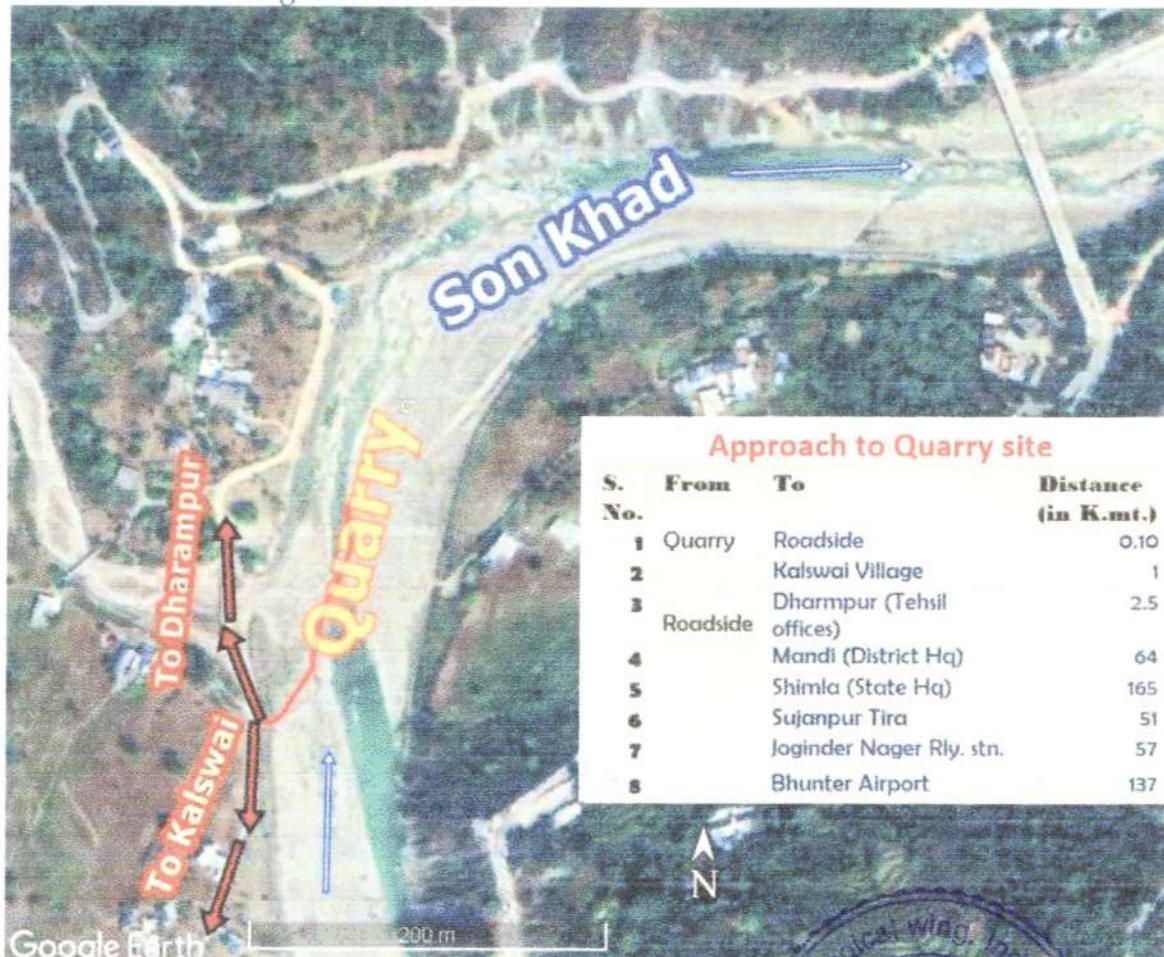 Son Khad
Quarry
To Dharampur
To Kalswai
Approach to Quarry site
S. No. From To Distance (in K.mt.)
1 Quarry Roadside 0.10
2 Kalswai Village 1
3 Roadside Dharmpur (Tehsil offices) 2.5
4 Mandi (District Hq) 64
5 Shimla (State Hq) 165
6 Sujanpur Tira 51
7 Joginder Nager Rly. stn. 57
8 Bhunter Airport 137
N
200 m
Google Earth
wing,